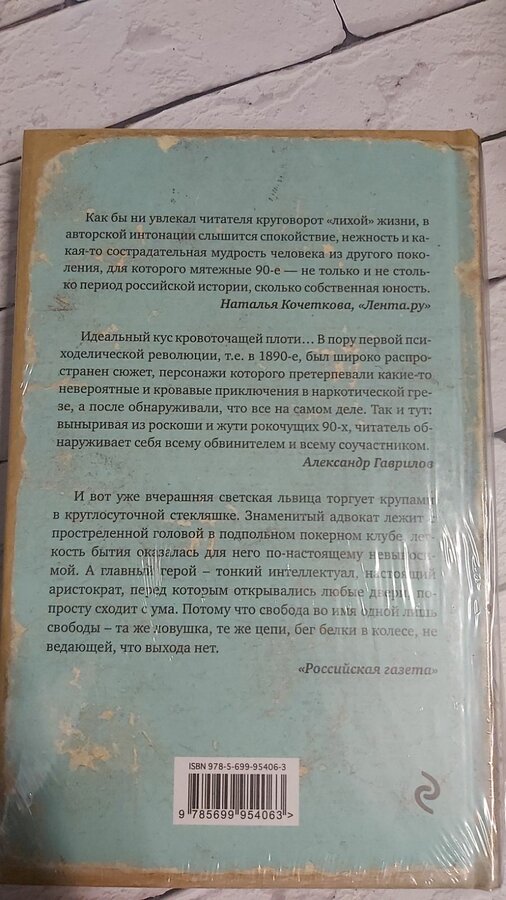 Как бы ни увлекал читателя круговорот «лихой» жизни, в
авторской интонации слышится спокойствие, нежность и ка-
кая-то сострадательная мудрость человека из другого поко-
ления, для которого мятежные 90-е — не только и не столь-
ко период российской истории, сколько собственная юность.
Наталья Кочеткова, «Лента.ру»
Идеальный кус кровоточащей плоти... В пору первой пси-
ходелической революции, т.е. в 1890-е, был широко распро-
странен сюжет, персонажи которого претерпевали какие-то
невероятные и кровавые приключения в наркотической гре-
зе, а после обнаруживали, что все на самом деле. Так и тут:
выныривая из роскоши и жути рокочущих 90-х, читатель об-
наруживает себя всему обвинителем и всему соучастником.
Александр Гаврилов
И вот уже вчерашняя светская львица торгует крупами
в круглосуточной стекляшке. Знаменитый адвокат лежит с
простреленной головой в подпольном покерном клубе, лег-
кость бытия оказалась для него по-настоящему невыноси-
мой. А главный герой – тонкий интеллектуал, настоящий
аристократ, перед которым открывались любые двери, по-
просту сходит с ума. Потому что свобода во имя одной лишь
свободы – та же ловушка, те же цепи, бег белки в колесе, не
ведающей, что выхода нет.
«Российская газета»
ISBN 978-5-699-95406-3
9 785699 954063 >